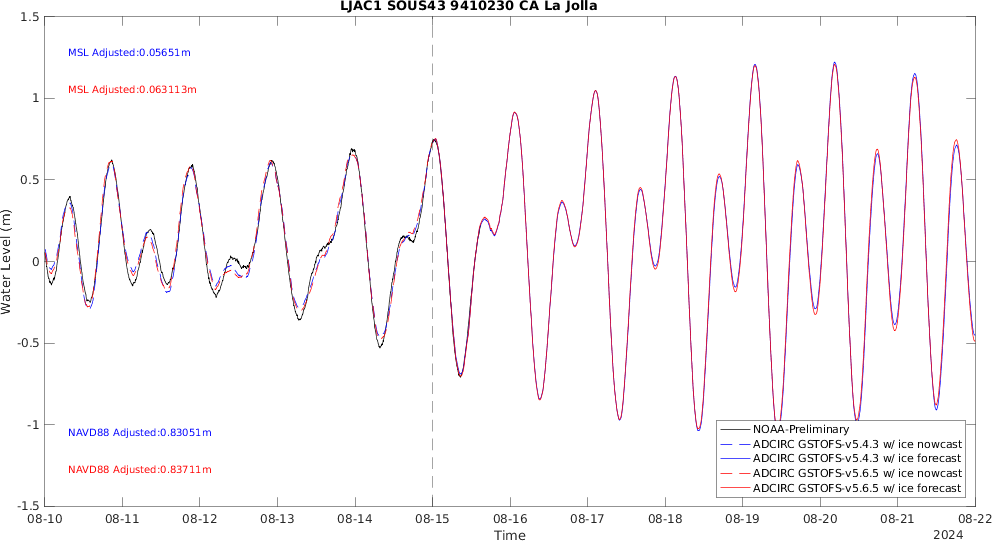 LJAC1 SOUS43 9410230 CA La Jolla
1.5
1
0.5
0
-0.5
-1
-1.5
Water Level (m)
MSL Adjusted:0.05651m
MSL Adjusted:0.063113m
NAVD88 Adjusted:0.83051m
NAVD88 Adjusted:0.83711m
NOAA-Preliminary
ADCIRC GSTOFS-v5.4.3 w/ ice nowcast
ADCIRC GSTOFS-v5.4.3 w/ ice forecast
ADCIRC GSTOFS-v5.6.5 w/ ice nowcast
ADCIRC GSTOFS-v5.6.5 w/ ice forecast
08-10 08-11 08-12 08-13 08-14 08-15 08-16 08-17 08-18 08-19 08-20 08-21 08-22
Time
2024